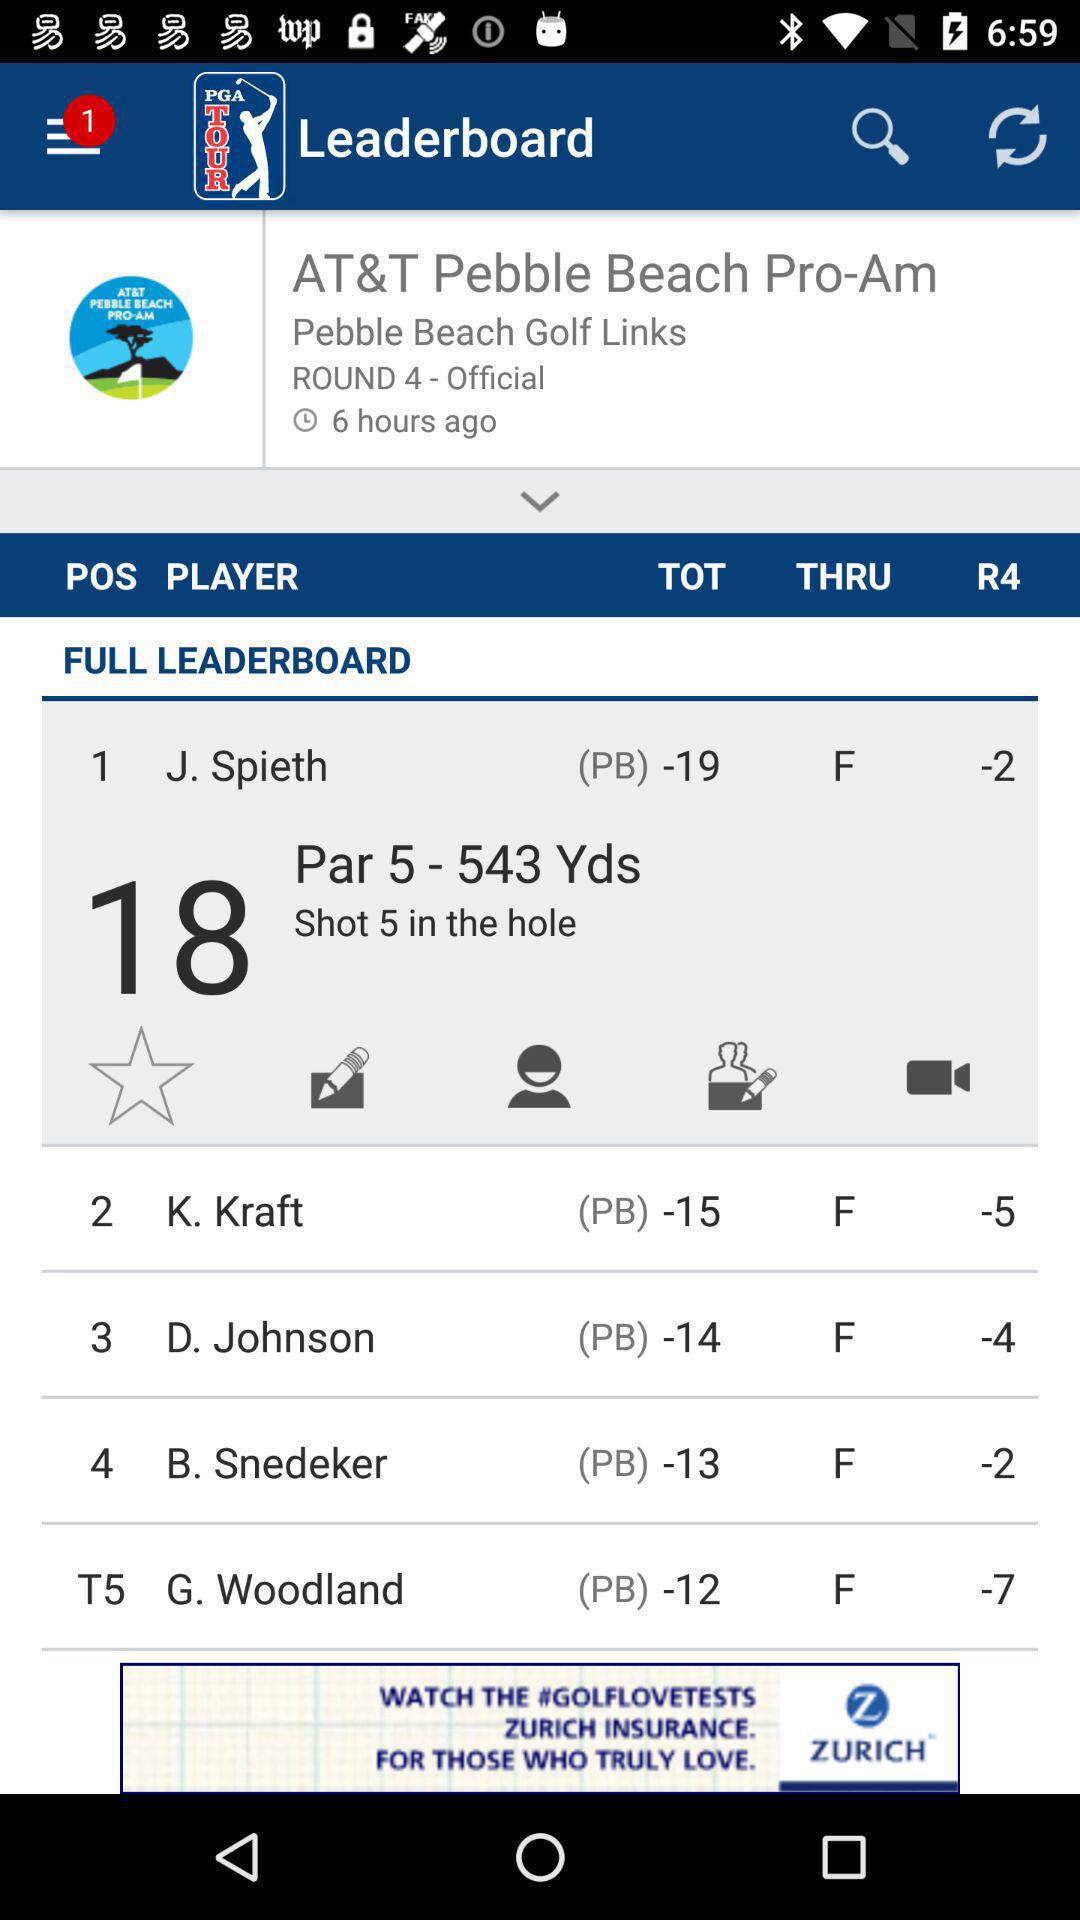 wp FAKE 6:59
1 PGA TOUR Leaderboard
AT&T PEBBLE BEACH PRO-AM
AT&T Pebble Beach Pro-Am
Pebble Beach Golf Links
ROUND 4 - Official
6 hours ago
POS PLAYER TOT THRU R4
FULL LEADERBOARD
1 J. Spieth (PB) -19 F -2
18 Par 5 - 543 Yds
Shot 5 in the hole
2 K. Kraft (PB) -15 F -5
3 D. Johnson (PB) -14 F -4
4 B. Snedeker (PB) -13 F -2
T5 G. Woodland (PB) -12 F -7
WATCH THE #GOLFLOVETESTS
ZURICH INSURANCE.
FOR THOSE WHO TRULY LOVE.
Z
ZURICH